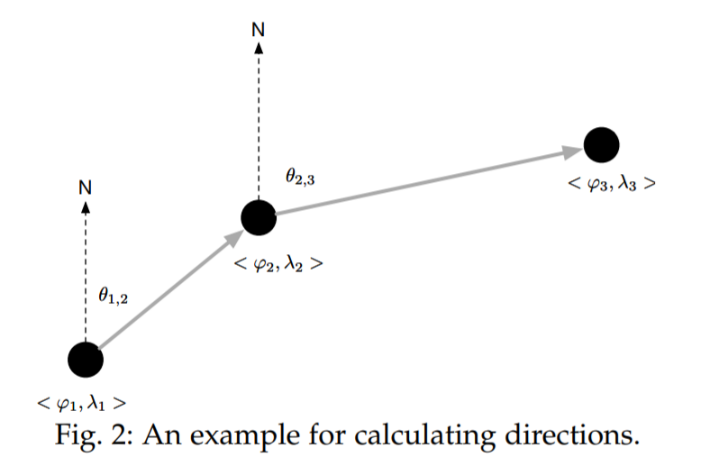 N
N
θ2,3
< φ3, λ3 >
< φ2, λ2 >
θ1,2
< φ1, λ1 >
Fig. 2: An example for calculating directions.